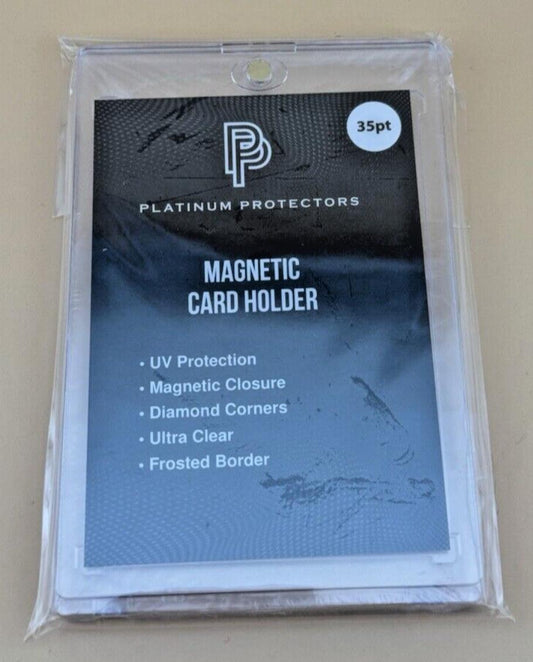 35pt
PP
PLATINUM PROTECTORS
MAGNETIC
CARD HOLDER
• UV Protection
• Magnetic Closure
• Diamond Corners
• Ultra Clear
• Frosted Border